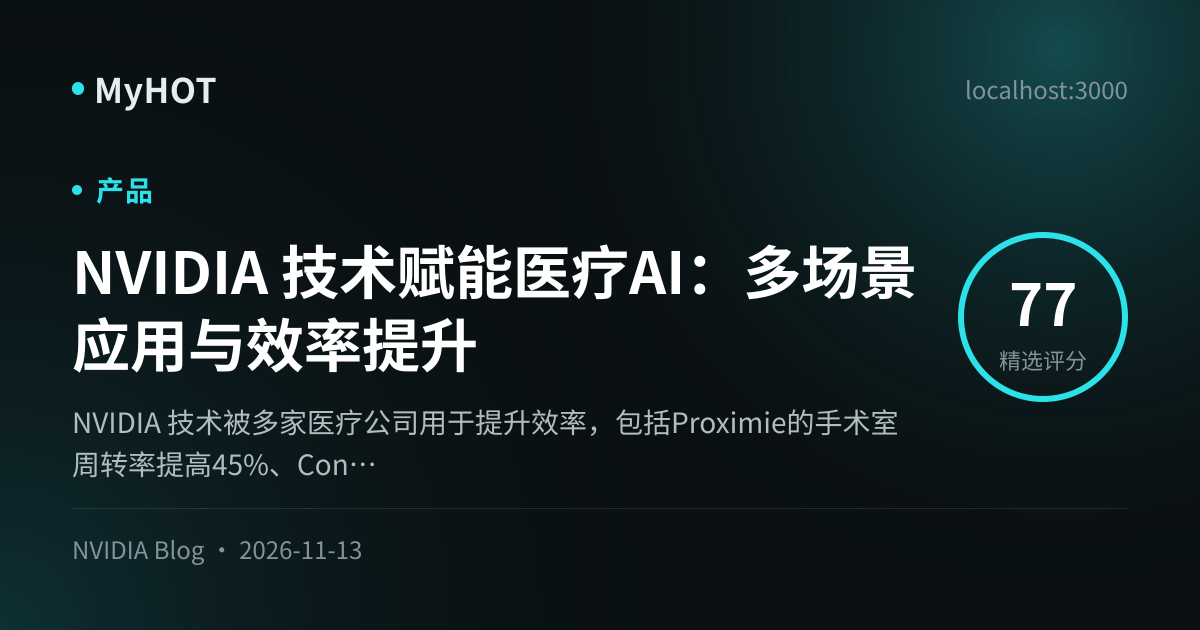 MyHOT
localhost:3000
产品
NVIDIA 技术赋能医疗AI：多场景
应用与效率提升
77
精选评分
NVIDIA 技术被多家医疗公司用于提升效率，包括Proximie的手术室
周转率提高45%、Con…
NVIDIA Blog · 2026-11-13